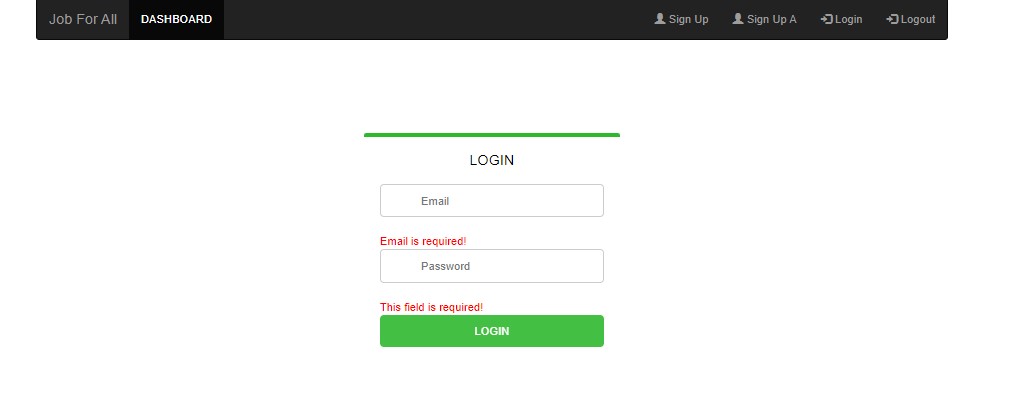 Job For All DASHBOARD Sign Up Sign Up A Login Logout
LOGIN
Email
Email is required!
Password
This field is required!
LOGIN